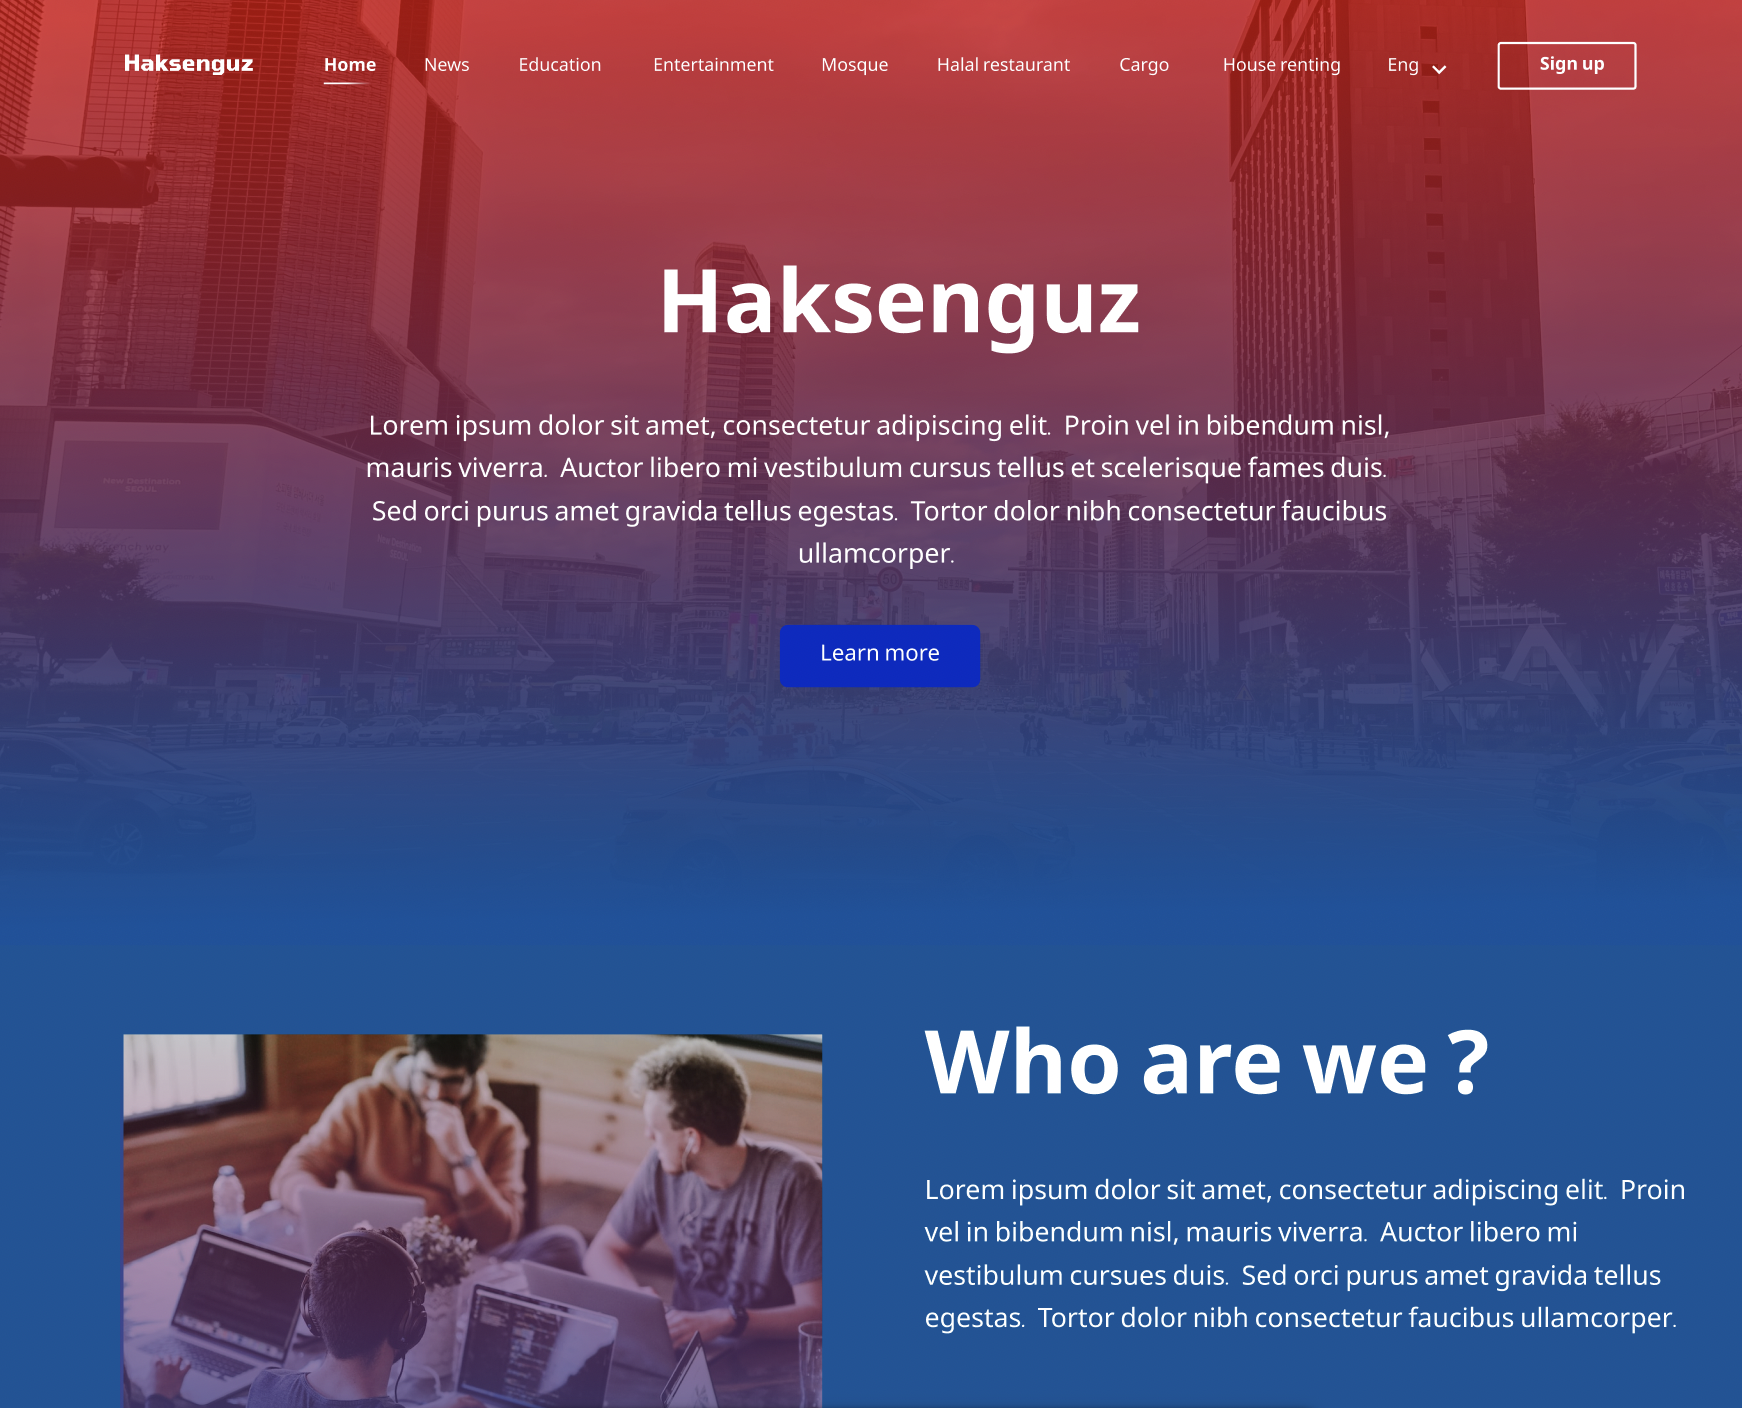 Haksenguz
Home
News
Education
Entertainment
Mosque
Halal restaurant
Cargo
House renting
Eng
Sign up
Haksenguz
Lorem ipsum dolor sit amet, consectetur adipiscing elit. Proin vel in bibendum nisl,
mauris viverra. Auctor libero mi vestibulum cursus tellus et scelerisque fames duis.
Sed orci purus amet gravida tellus egestas. Tortor dolor nibh consectetur faucibus
ullamcorper.
New Destination
SEOUL
50
Learn more
Who are we ?
Lorem ipsum dolor sit amet, consectetur adipiscing elit. Proin
vel in bibendum nisl, mauris viverra. Auctor libero mi
vestibulum cursues duis. Sed orci purus amet gravida tellus
egestas. Tortor dolor nibh consectetur faucibus ullamcorper.